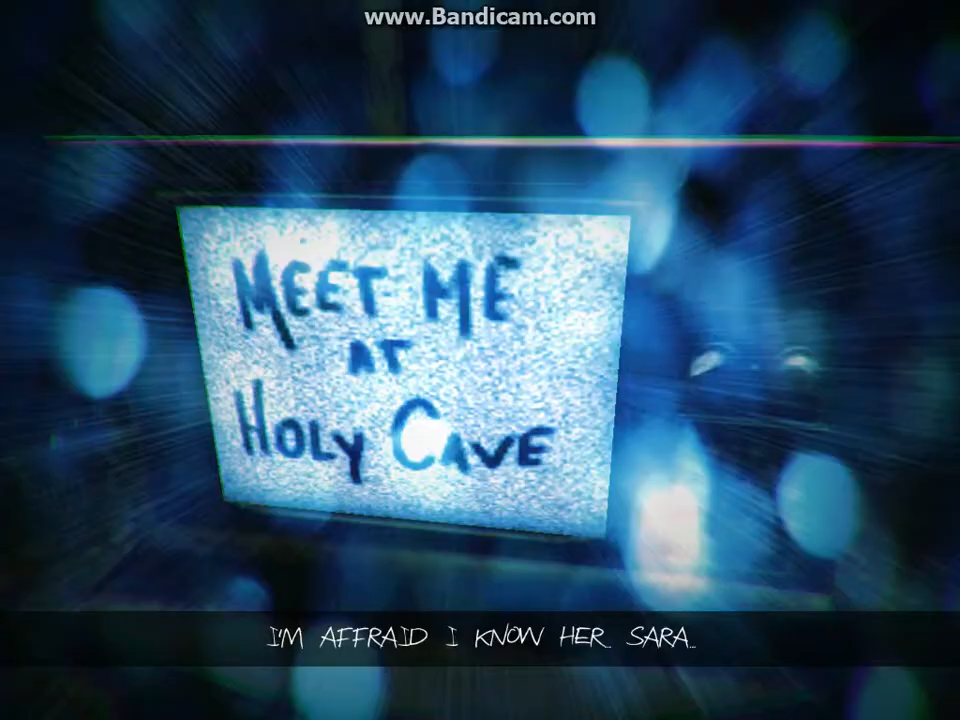 www.Bandicam.com
MEET ME
AT
HOLY CAVE
I'M AFFRAID I KNOW HER. SARA...